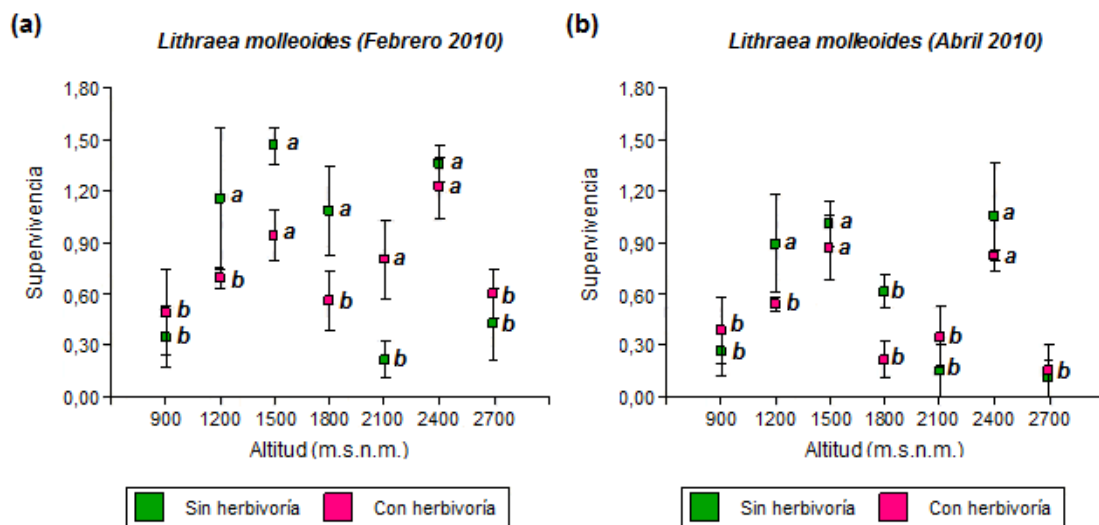 (a)
Lithraea molleoides (Febrero 2010)
Supervivencia
1,80
1,50
1,20
0,90
0,60
0,30
0,00
b
b
a
b
a
a
a
b
a
b
a
a
b
b
900 1200 1500 1800 2100 2400 2700
Altitud (m.s.n.m.)
Sin herbivoría Con herbivoría
(b)
Lithraea molleoides (Abril 2010)
Supervivencia
1,80
1,50
1,20
0,90
0,60
0,30
0,00
b
b
a
b
a
a
b
b
b
b
a
a
b
900 1200 1500 1800 2100 2400 2700
Altitud (m.s.n.m.)
Sin herbivoría Con herbivoría